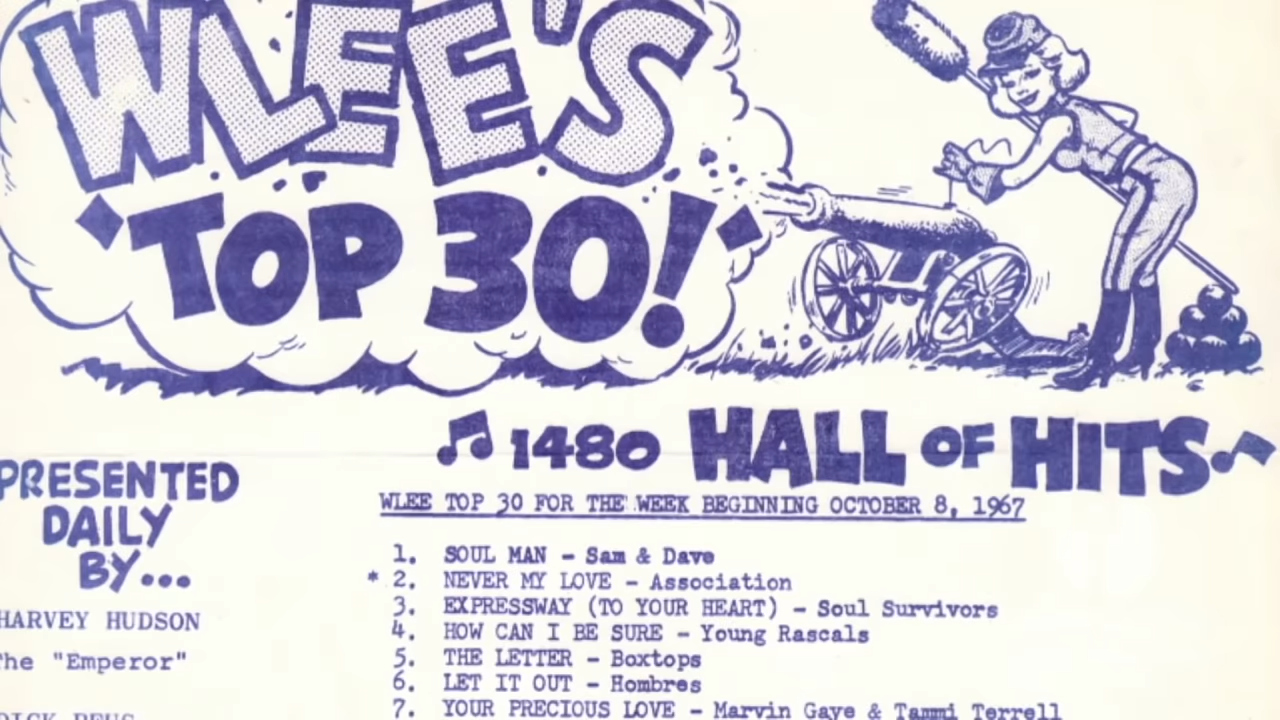 WLEE'S
TOP 30!
1480 HALL OF HITS
PRESENTED
DAILY
BY...
HARVEY HUDSON
The "Emperor"
WLEE TOP 30 FOR THE WEEK BEGINNING OCTOBER 8, 1967
1. SOUL MAN - Sam & Dave
* 2. NEVER MY LOVE - Association
3. EXPRESSWAY (TO YOUR HEART) - Soul Survivors
4. HOW CAN I BE SURE - Young Rascals
5. THE LETTER - Boxtops
6. LET IT OUT - Hombres
7. YOUR PRECIOUS LOVE - Marvin Gaye & Tammi Terrell